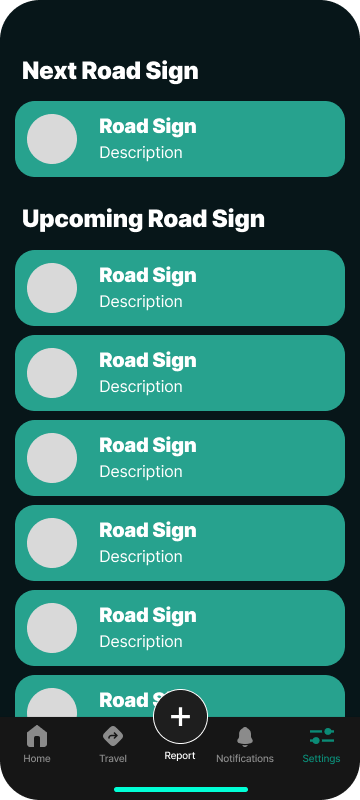 Next Road Sign
Road Sign
Description
Upcoming Road Sign
Road Sign
Description
Road Sign
Description
Road Sign
Description
Road Sign
Description
Road Sign
Description
Road S
Home
Travel
Report
Notifications
Settings